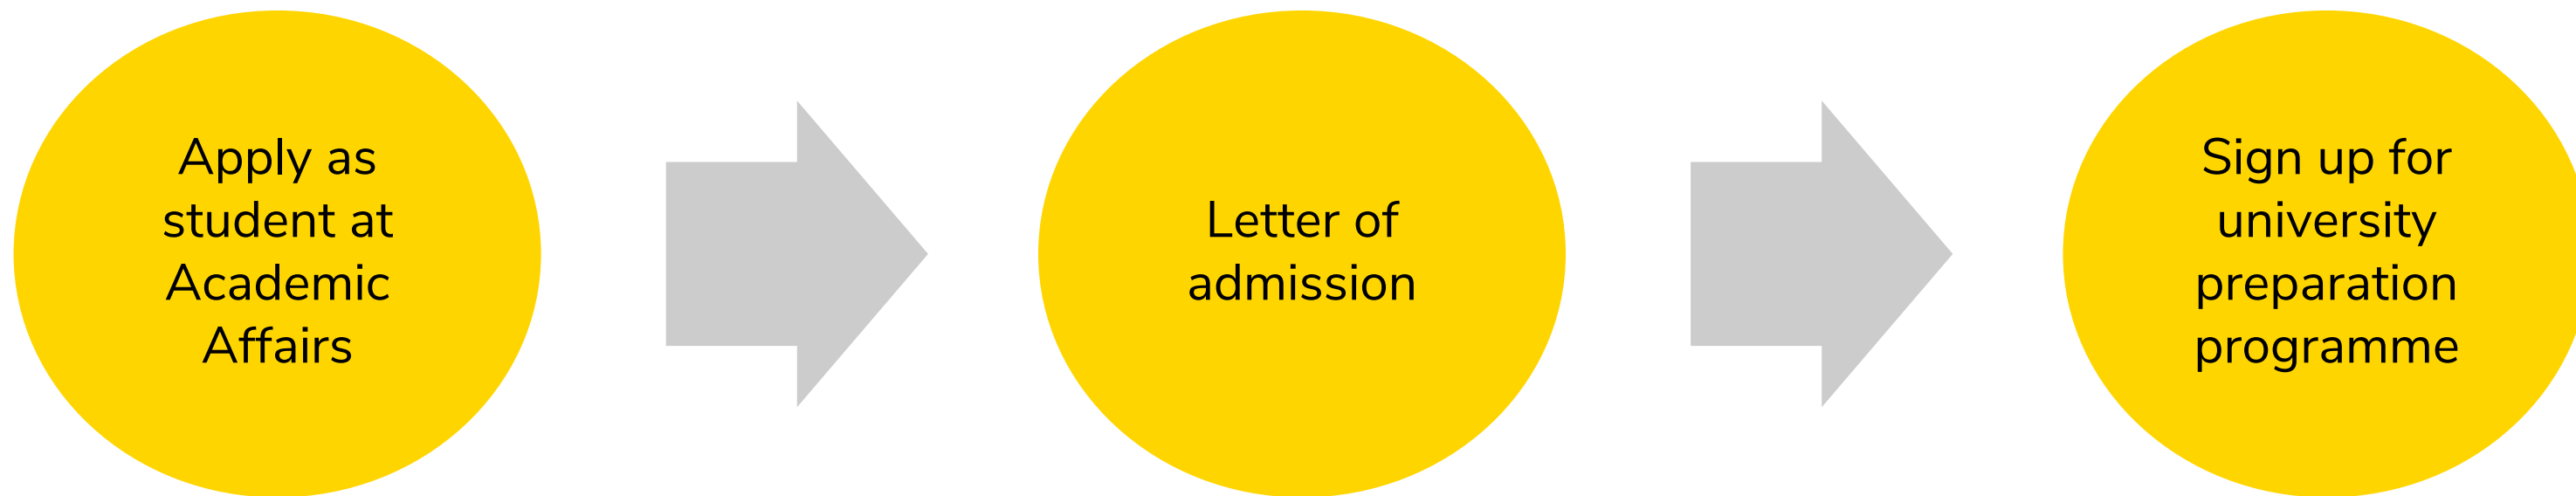 Apply as
student at
Academic
Affairs
Letter of
admission
Sign up for
university
preparation
programme